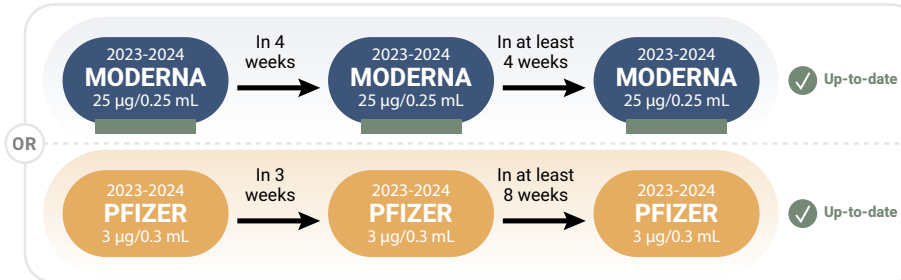 2023-2024
MODERNA
25 µg/0.25 mL
In 4
weeks
2023-2024
MODERNA
25 µg/0.25 mL
In at least
4 weeks
2023-2024
MODERNA
25 µg/0.25 mL
Up-to-date
OR
2023-2024
PFIZER
3 µg/0.3 mL
In 3
weeks
2023-2024
PFIZER
3 µg/0.3 mL
In at least
8 weeks
2023-2024
PFIZER
3 µg/0.3 mL
Up-to-date